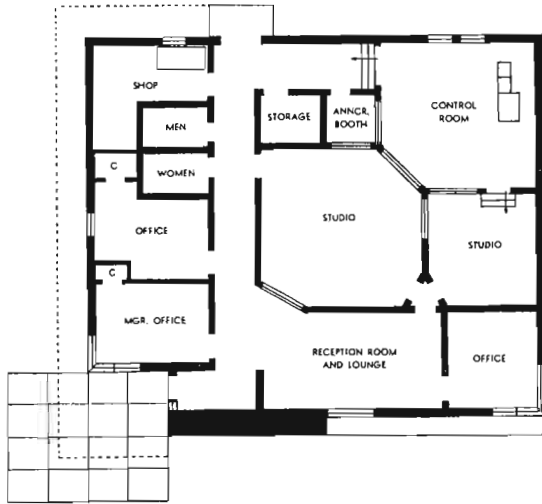 SHOP
MEN
C
WOMEN
OFFICE
C
MGR. OFFICE
STORAGE
ANNCR.
BOOTH
CONTROL
ROOM
STUDIO
STUDIO
RECEPTION ROOM
AND LOUNGE
OFFICE